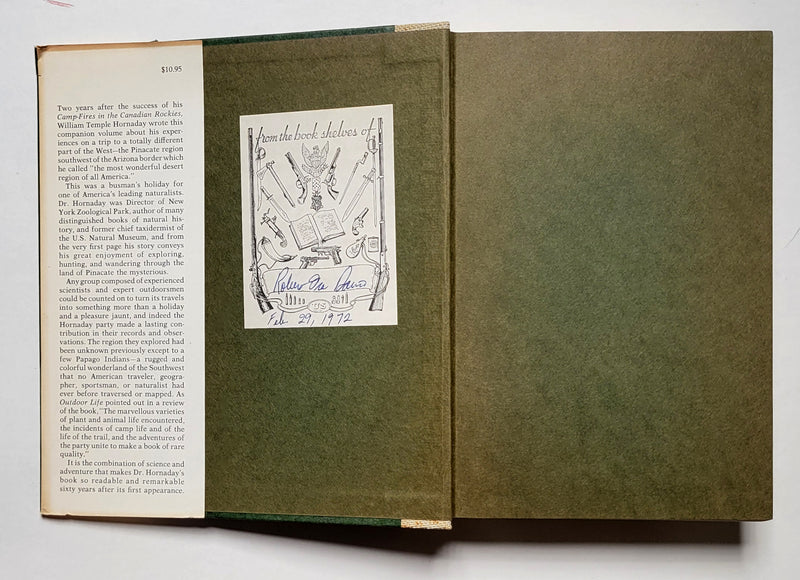 $10.95
Two years after the success of his
Camp-Fires in the Canadian Rockies,
William Temple Hornaday wrote this
companion volume about his exper-
iences on a trip to a totally different
part of the West—the Pinacate region
southwest of the Arizona border which
he called "the most wonderful desert
region of all America."
This was a busman's holiday for
one of America's leading naturalists.
Dr. Hornaday was Director of New
York Zoological Park, author of many
distinguished books of natural his-
tory, and former chief taxidermist of
the U.S. Natural Museum, and from
the very first page his story conveys
his great enjoyment of exploring,
hunting, and wandering through the
land of Pinacate the mysterious.
Any group composed of experienced
scientists and expert outdoorsmen
could be counted on to turn its travels
into something more than a holiday
and a pleasure jaunt, and indeed the
Hornaday party made a lasting con-
tribution in their records and obser-
vations. The region they explored had
been unknown previously except to a
few Papago Indians—a rugged and
colorful wonderland of the Southwest
that no American traveler, geogra-
pher, sportsman, or naturalist had
ever before traversed or mapped. As
Outdoor Life pointed out in a review
of the book, "The marvellous varieties
of plant and animal life encountered,
the incidents of camp life and of the
life of the trail, and the adventures of
the party unite to make a book of rare
quality."
It is the combination of science and
adventure that makes Dr. Hornaday's
book so readable and remarkable
sixty years after its first appearance.
from the book shelves of
US
Feb 29, 1972